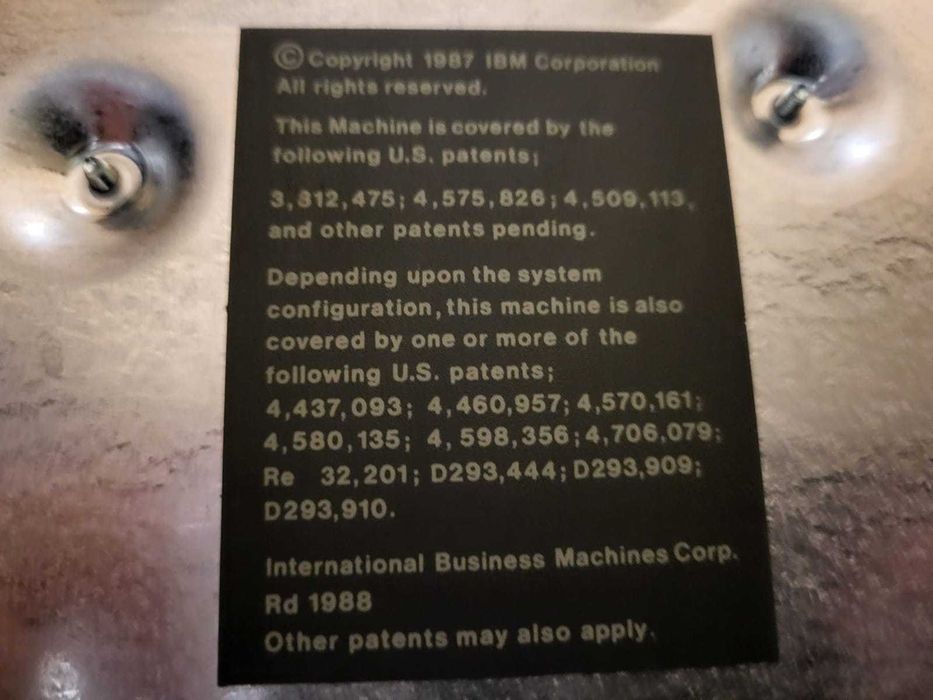 © Copyright 1987 IBM Corporation
All rights reserved.
This Machine is covered by the
following U.S. patents;
3,812,475; 4,575,826; 4,509,113,
and other patents pending.
Depending upon the system
configuration, this machine is also
covered by one or more of the
following U.S. patents;
4,437,093; 4,460,957; 4,570,161;
4,580,135; 4,598,356; 4,706,079;
Re 32,201; D293,444; D293,909;
D293,910.
International Business Machines Corp.
Rd 1988
Other patents may also apply.